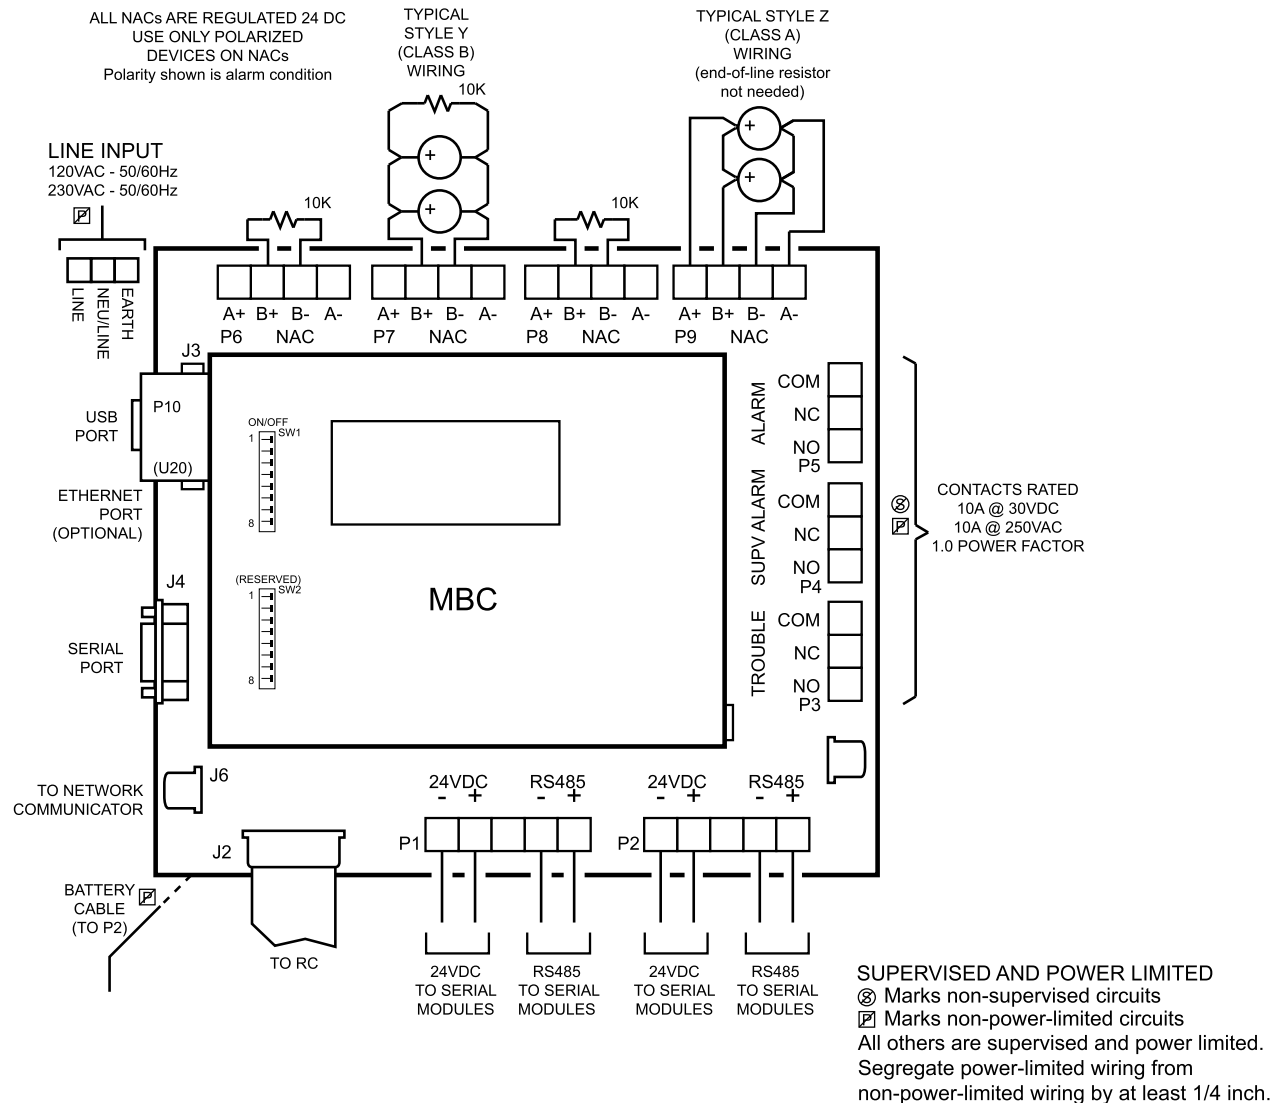 ALL NACs ARE REGULATED 24 DC
USE ONLY POLARIZED
DEVICES ON NACs
Polarity shown is alarm condition
TYPICAL
STYLE Y
(CLASS B)
WIRING
10K
TYPICAL STYLE Z
(CLASS A)
WIRING
(end-of-line resistor
not needed)
+
+
+
+
LINE INPUT
120VAC - 50/60Hz
230VAC - 50/60Hz
P
LINE
NEU/LINE
EARTH
10K
10K
A+ B+ B- A-
P6 NAC
A+ B+ B- A-
P7 NAC
A+ B+ B- A-
P8 NAC
A+ B+ B- A-
P9 NAC
J3
P10
(U20)
USB
PORT
ETHERNET
PORT
(OPTIONAL)
ON/OFF
SW1
1
8
(RESERVED)
SW2
1
8
MBC
J4
SERIAL
PORT
ALARM
COM
NC
NO
P5
SUPV ALARM
COM
NC
NO
P4
TROUBLE
COM
NC
NO
P3
S
P
CONTACTS RATED
10A @ 30VDC
10A @ 250VAC
1.0 POWER FACTOR
J6
TO NETWORK
COMMUNICATOR
J2
BATTERY
CABLE
(TO P2)
P
TO RC
24VDC
- +
RS485
- +
P1
24VDC
- +
RS485
- +
P2
24VDC
TO SERIAL
MODULES
RS485
TO SERIAL
MODULES
24VDC
TO SERIAL
MODULES
RS485
TO SERIAL
MODULES
SUPERVISED AND POWER LIMITED
S Marks non-supervised circuits
P Marks non-power-limited circuits
All others are supervised and power limited.
Segregate power-limited wiring from
non-power-limited wiring by at least 1/4 inch.